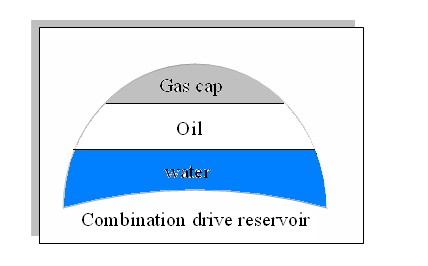 Gas cap
Oil
water
Combination drive reservoir